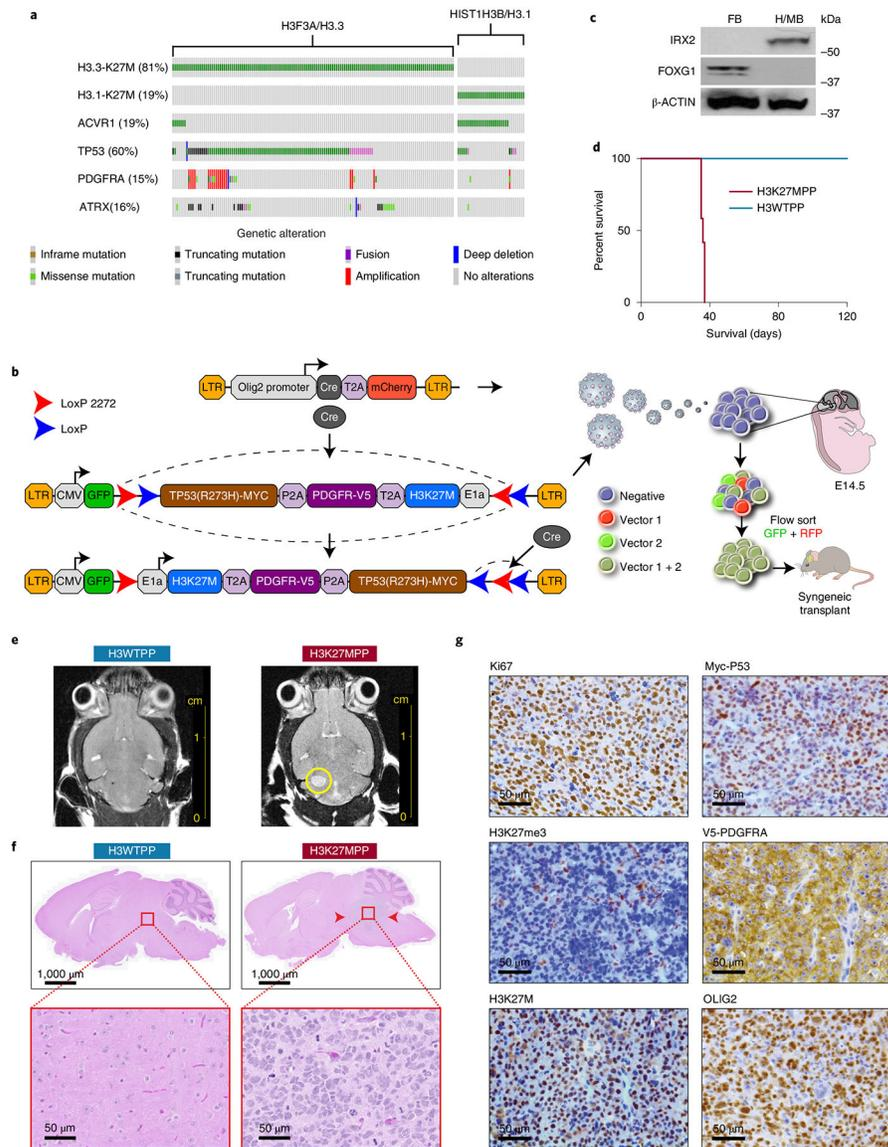 a
H3F3A/H3.3
HIST1H3B/H3.1
H3.3-K27M (81%)
H3.1-K27M (19%)
ACVR1 (19%)
TP53 (60%)
PDGFRA (15%)
ATRX(16%)
Genetic alteration
Inframe mutation
Truncating mutation
Fusion
Deep deletion
Missense mutation
Truncating mutation
Amplification
No alterations
c
FB
H/MB
kDa
IRX2
–50
FOXG1
–37
β-ACTIN
–37
d
100
50
0
Percent survival
H3K27MPP
H3WTPP
0
40
80
120
Survival (days)
b
LoxP 2272
LoxP
LTR Olig2 promoter Cre T2A mCherry LTR
Cre
LTR CMV GFP TP53(R273H)-MYC P2A PDGFR-V5 T2A H3K27M E1a LTR
Cre
LTR CMV GFP E1a H3K27M T2A PDGFR-V5 P2A TP53(R273H)-MYC LTR
E14.5
Negative
Vector 1
Vector 2
Vector 1 + 2
Flow sort
GFP + RFP
Syngeneic
transplant
e
H3WTPP
H3K27MPP
cm
1
0
cm
1
0
f
H3WTPP
H3K27MPP
1,000 µm
1,000 µm
50 µm
50 µm
g
Ki67
Myc-P53
50 µm
50 µm
H3K27me3
V5-PDGFRA
50 µm
50 µm
H3K27M
OLIG2
50 µm
50 µm